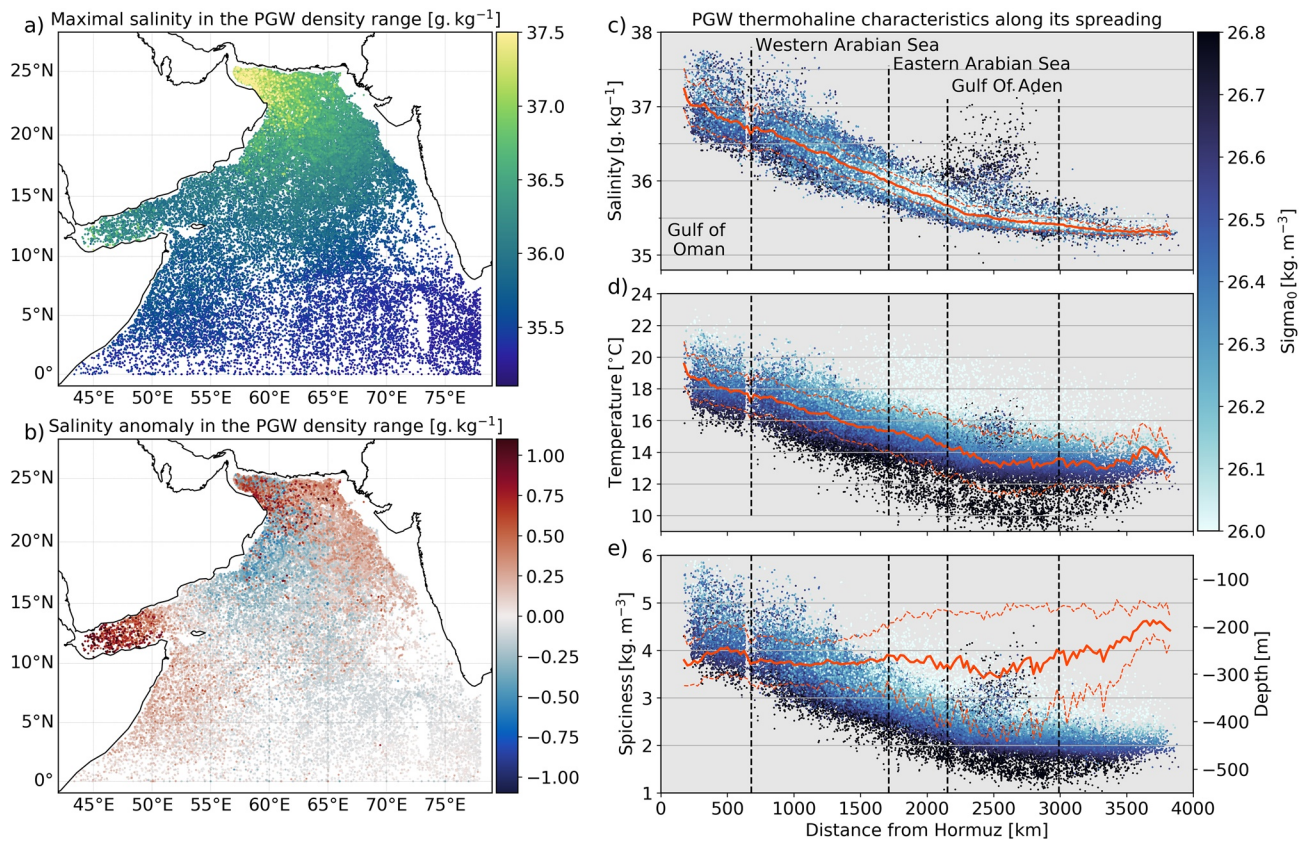 a) Maximal salinity in the PGW density range [g. kg⁻¹]
25°N
20°N
15°N
10°N
5°N
0°
45°E 50°E 55°E 60°E 65°E 70°E 75°E
37.5
37.0
36.5
36.0
35.5
b) Salinity anomaly in the PGW density range [g. kg⁻¹]
25°N
20°N
15°N
10°N
5°N
0°
45°E 50°E 55°E 60°E 65°E 70°E 75°E
1.00
0.75
0.50
0.25
0.00
−0.25
−0.50
−0.75
−1.00
PGW thermohaline characteristics along its spreading
c)
Salinity [g. kg⁻¹]
38
37
36
35
Western Arabian Sea
Eastern Arabian Sea
Gulf Of Aden
Gulf of
Oman
d)
Temperature [°C]
24
22
20
18
16
14
12
10
e)
Spiciness [kg. m⁻³]
6
5
4
3
2
1
−100
−200
−300
−400
−500
Depth [m]
0 500 1000 1500 2000 2500 3000 3500 4000
Distance from Hormuz [km]
26.8
26.7
26.6
26.5
26.4
26.3
26.2
26.1
26.0
Sigma₀ [kg. m⁻³]